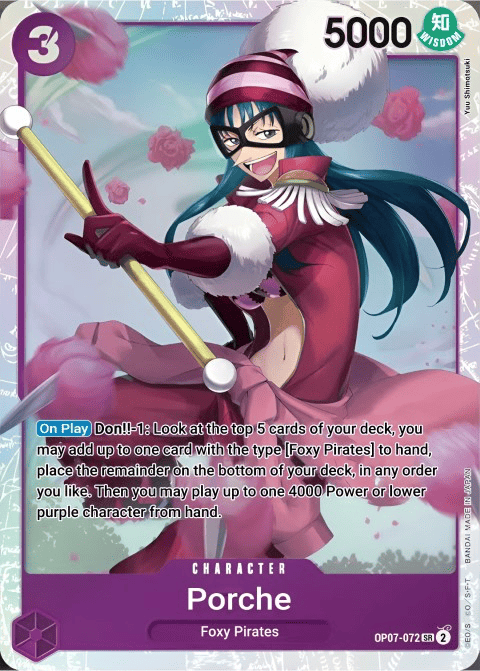 3
5000
知
WISDOM
Yuu Shimotsuki
On Play Don!!-1: Look at the top 5 cards of your deck, you
may add up to one card with the type [Foxy Pirates] to hand,
place the remainder on the bottom of your deck, in any order
you like. Then you may play up to one 4000 Power or lower
purple character from hand.
CHARACTER
Porche
Foxy Pirates
OP07-072 SR 2
©E.O/S ©O/S・F・T BANDAI MADE IN JAPAN